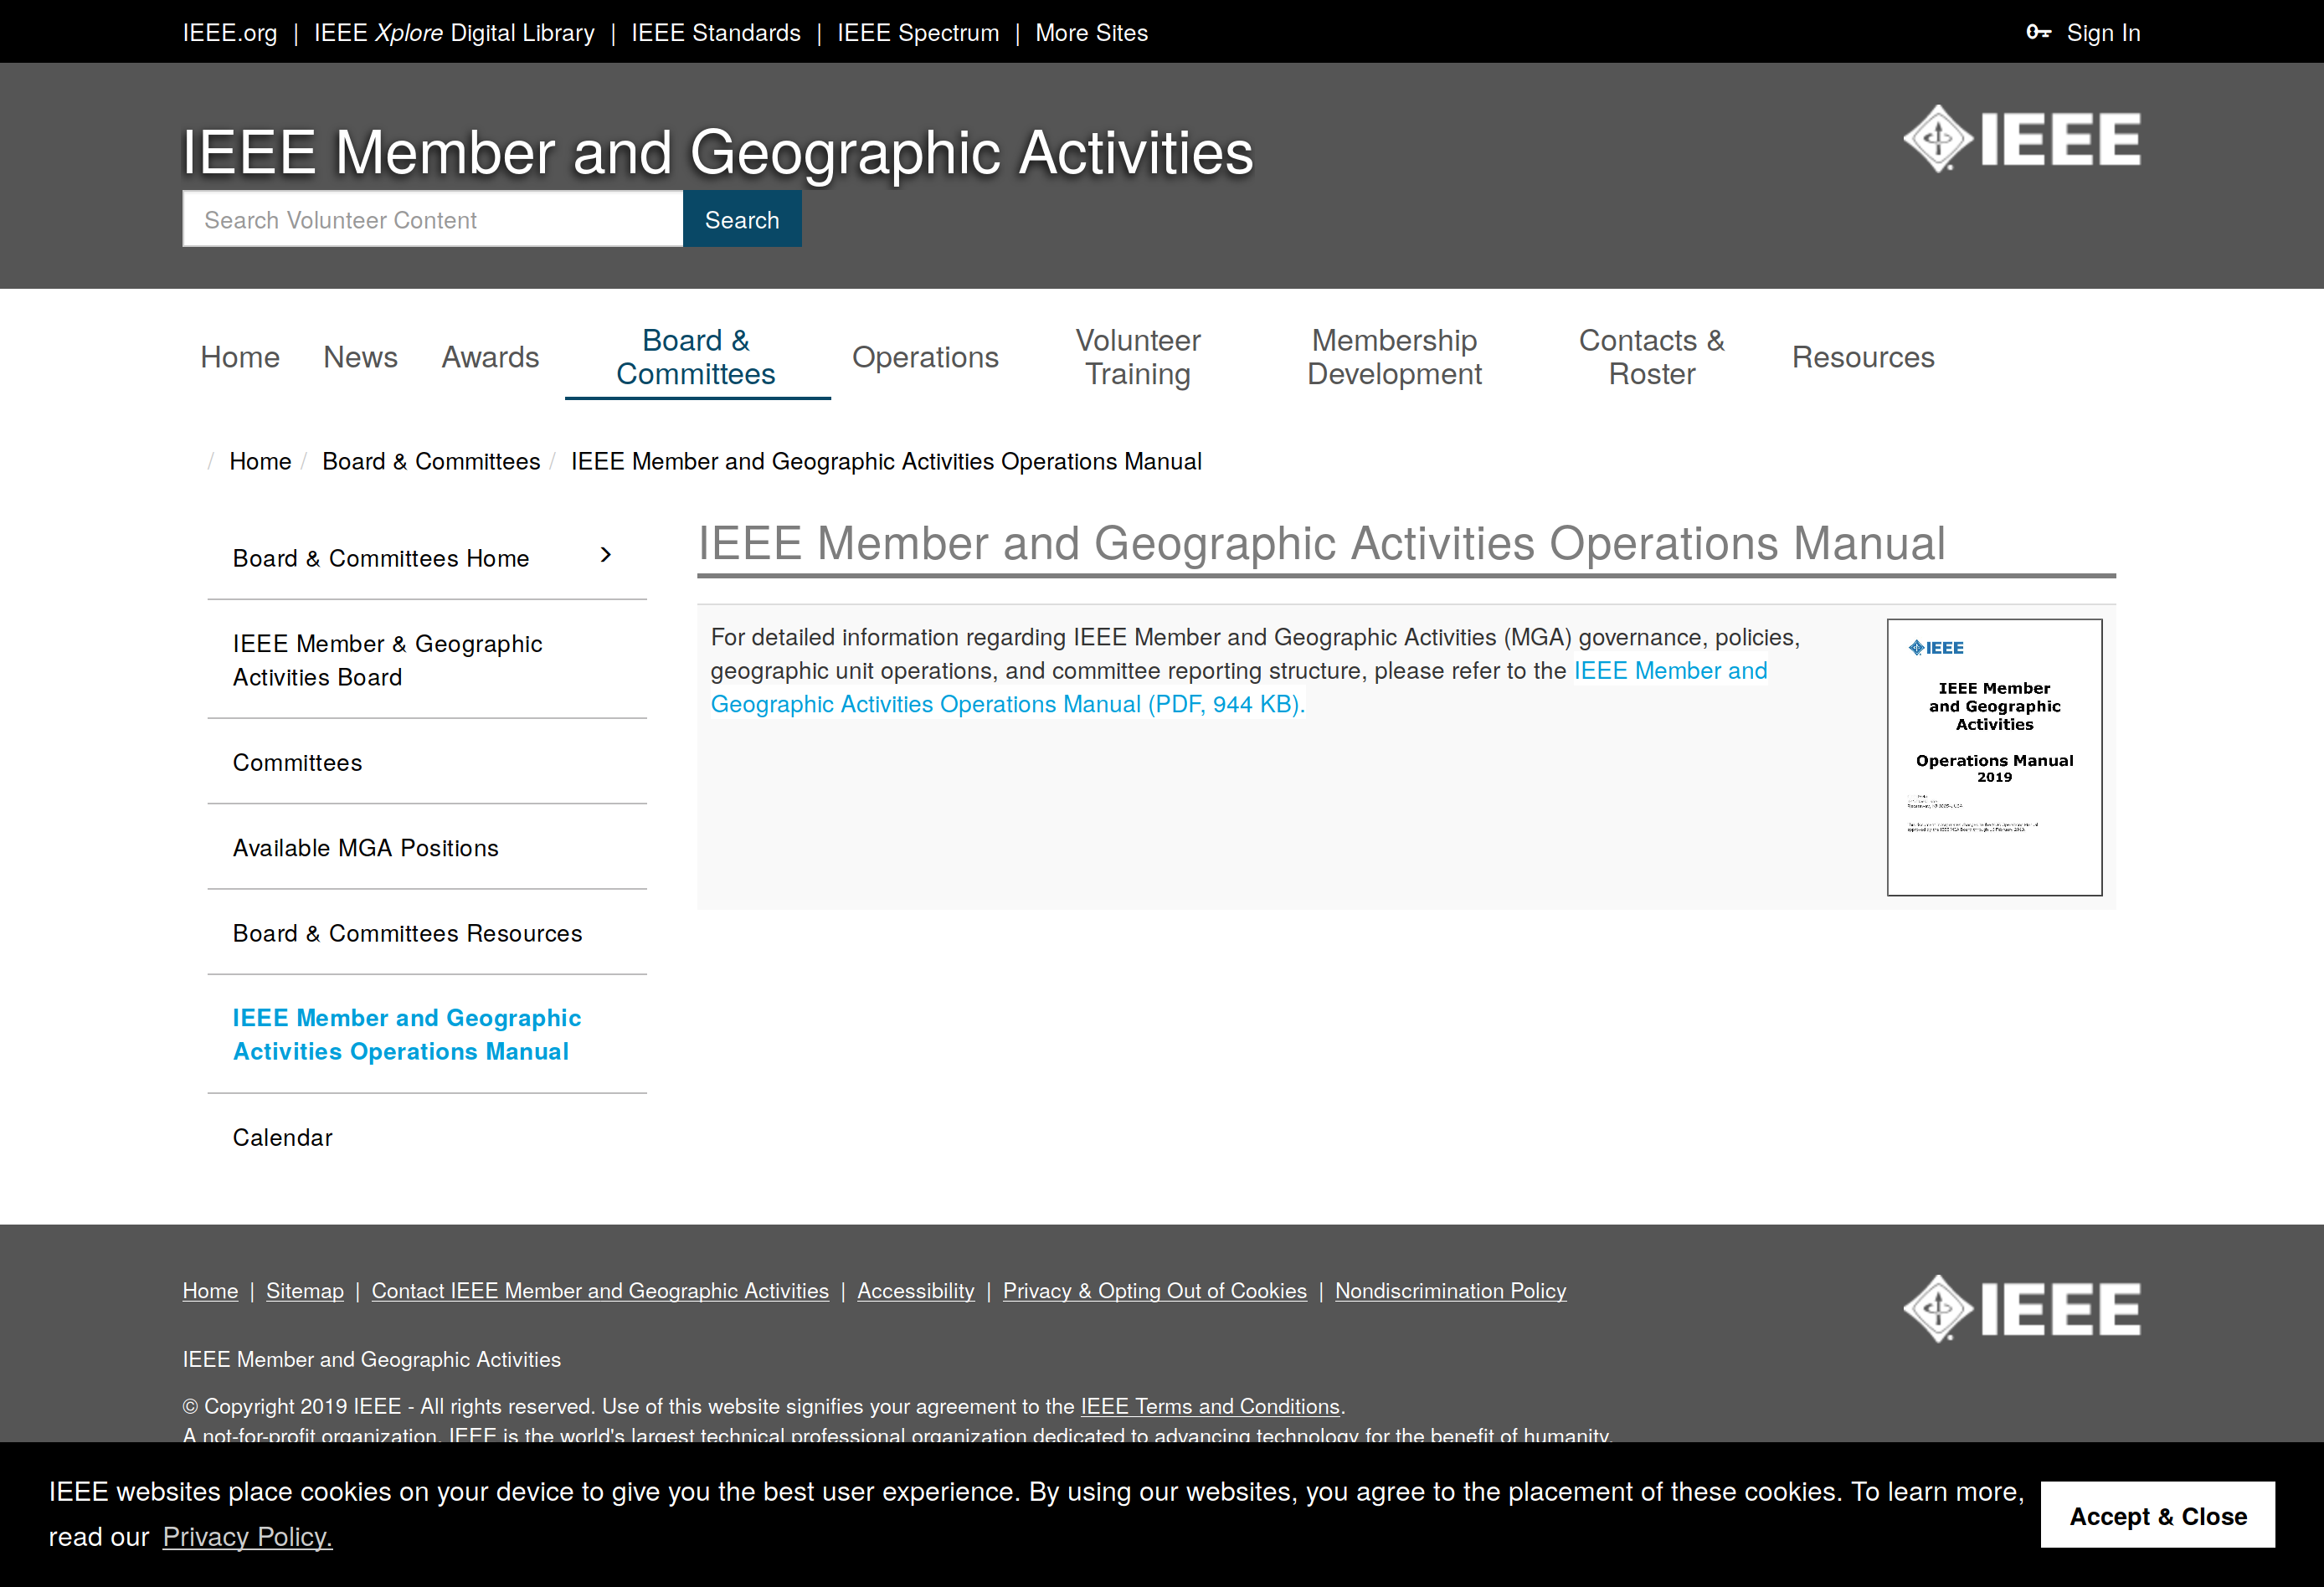 IEEE.org | IEEE Xplore Digital Library | IEEE Standards | IEEE Spectrum | More Sites
Sign In
IEEE Member and Geographic Activities
IEEE
Search Volunteer Content
Search
Home
News
Awards
Board &
Committees
Operations
Volunteer
Training
Membership
Development
Contacts &
Roster
Resources
/ Home / Board & Committees / IEEE Member and Geographic Activities Operations Manual
Board & Committees Home
IEEE Member & Geographic
Activities Board
Committees
Available MGA Positions
Board & Committees Resources
IEEE Member and Geographic
Activities Operations Manual
Calendar
IEEE Member and Geographic Activities Operations Manual
For detailed information regarding IEEE Member and Geographic Activities (MGA) governance, policies,
geographic unit operations, and committee reporting structure, please refer to the IEEE Member and
Geographic Activities Operations Manual (PDF, 944 KB).
IEEE
IEEE Member
and Geographic
Activities
Operations Manual
2019
Home | Sitemap | Contact IEEE Member and Geographic Activities | Accessibility | Privacy & Opting Out of Cookies | Nondiscrimination Policy
IEEE
IEEE Member and Geographic Activities
© Copyright 2019 IEEE - All rights reserved. Use of this website signifies your agreement to the IEEE Terms and Conditions.
A not-for-profit organization, IEEE is the world's largest technical professional organization dedicated to advancing technology for the benefit of humanity.
IEEE websites place cookies on your device to give you the best user experience. By using our websites, you agree to the placement of these cookies. To learn more,
read our Privacy Policy.
Accept & Close